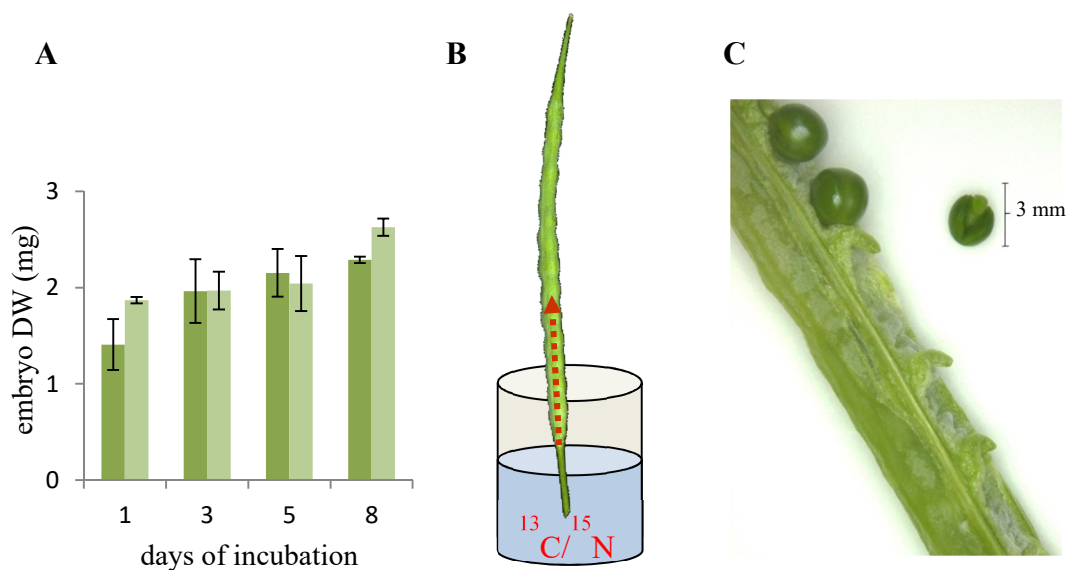 A
B
C
embryo DW (mg)
3
2
1
0
1 3 5 8
days of incubation
13 15
C/ N
3 mm